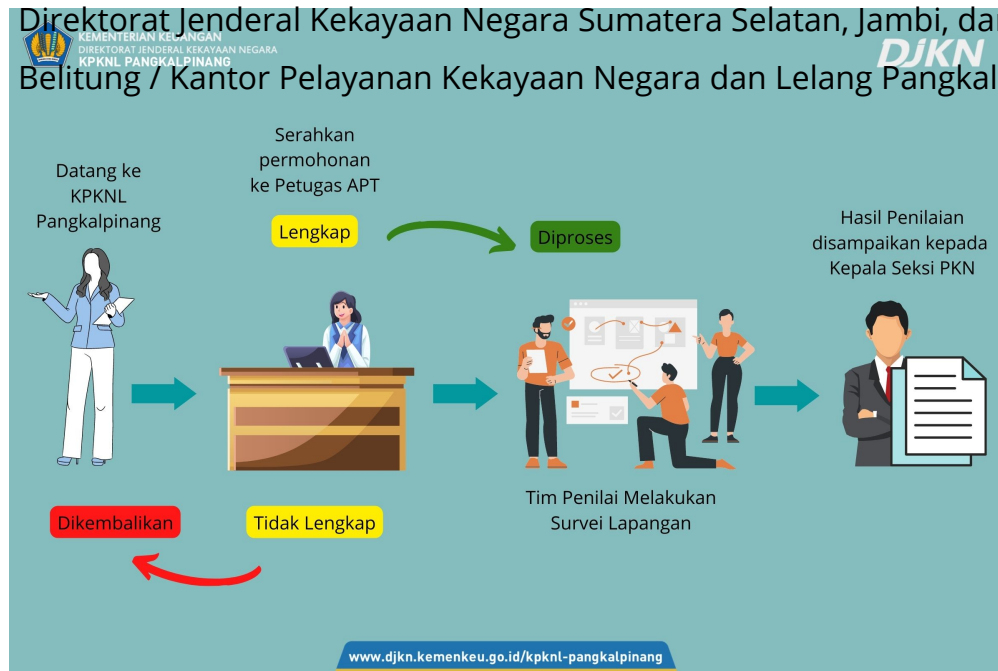 Direktorat Jenderal Kekayaan Negara Sumatera Selatan, Jambi, da
KEMENTERIAN KEUANGAN
DIREKTORAT JENDERAL KEKAYAAN NEGARA
KPKNL PANGKALPINANG
DJKN
Belitung / Kantor Pelayanan Kekayaan Negara dan Lelang Pangkal
Datang ke
KPKNL
Pangkalpinang
Serahkan
permohonan
ke Petugas APT
Lengkap
Diproses
Hasil Penilaian
disampaikan kepada
Kepala Seksi PKN
Dikembalikan
Tidak Lengkap
Tim Penilai Melakukan
Survei Lapangan
www.djkn.kemenkeu.go.id/kpknl-pangkalpinang